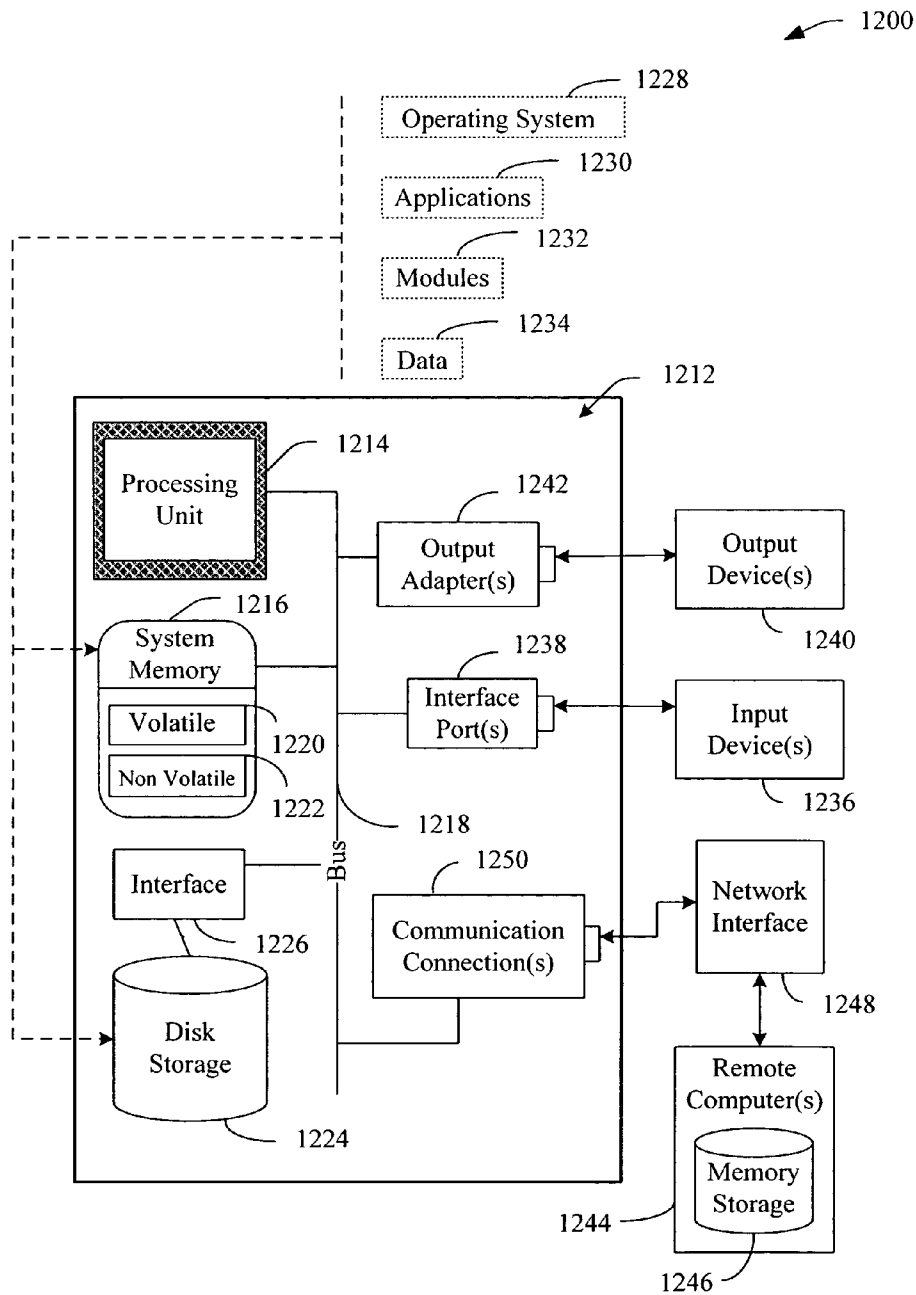 1200
1228
Operating System
1230
Applications
1232
Modules
1234
Data
1212
1214
Processing
Unit
1242
Output
Adapter(s)
Output
Device(s)
1240
1216
System
Memory
Volatile
1220
Non Volatile
1222
1238
Interface
Port(s)
Input
Device(s)
1236
1218
Bus
Interface
1226
1250
Communication
Connection(s)
Network
Interface
1248
Disk
Storage
1224
Remote
Computer(s)
Memory
Storage
1244
1246